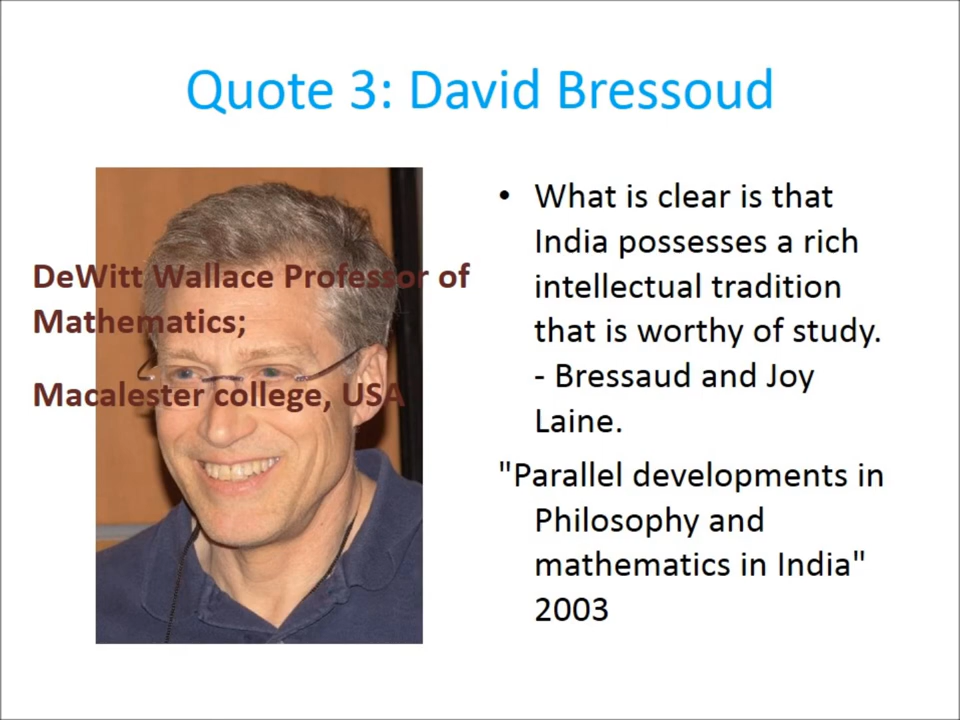 Quote 3: David Bressoud
DeWitt Wallace Professor of
Mathematics;
Macalester college, USA
• What is clear is that
India possesses a rich
intellectual tradition
that is worthy of study.
- Bressaud and Joy
Laine.
"Parallel developments in
Philosophy and
mathematics in India"
2003